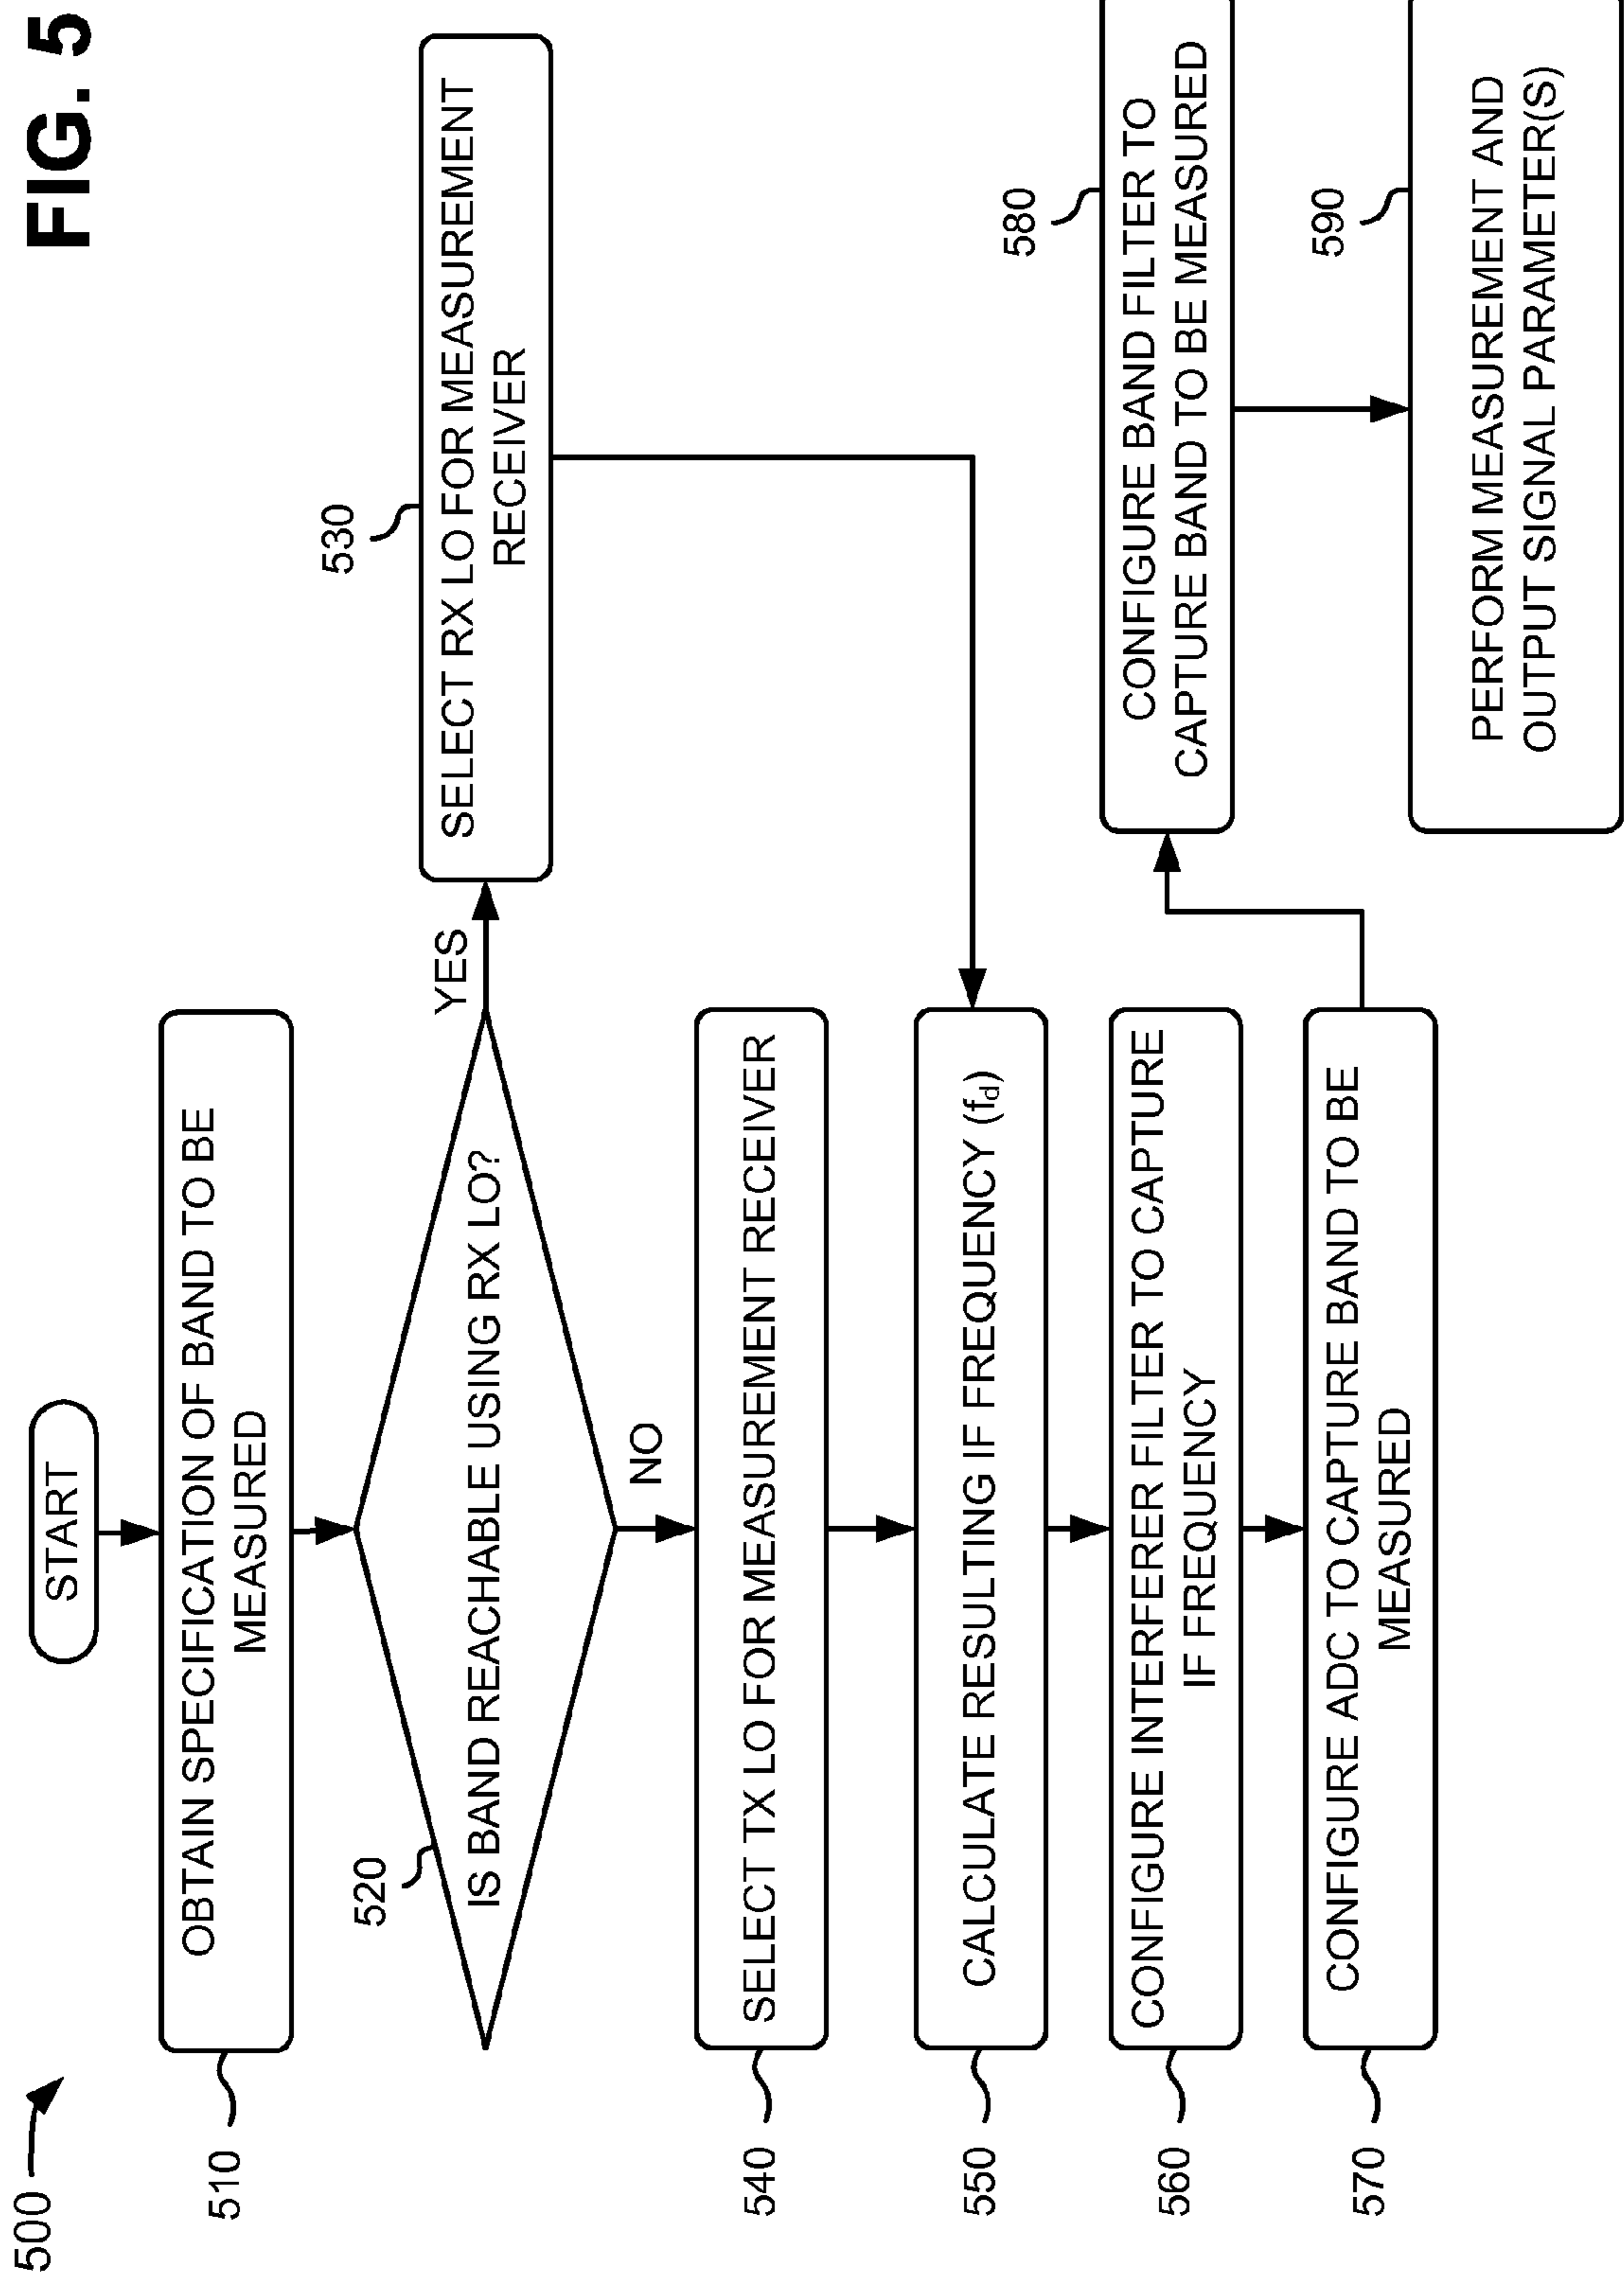 FIG. 5
500
START
510
OBTAIN SPECIFICATION OF BAND TO BE
MEASURED
520
IS BAND REACHABLE USING RX LO?
YES
530
SELECT RX LO FOR MEASUREMENT
RECEIVER
NO
540
SELECT TX LO FOR MEASUREMENT RECEIVER
550
CALCULATE RESULTING IF FREQUENCY (fd)
560
CONFIGURE INTERFERER FILTER TO CAPTURE
IF FREQUENCY
570
CONFIGURE ADC TO CAPTURE BAND TO BE
MEASURED
580
CONFIGURE BAND FILTER TO
CAPTURE BAND TO BE MEASURED
590
PERFORM MEASUREMENT AND
OUTPUT SIGNAL PARAMETER(S)